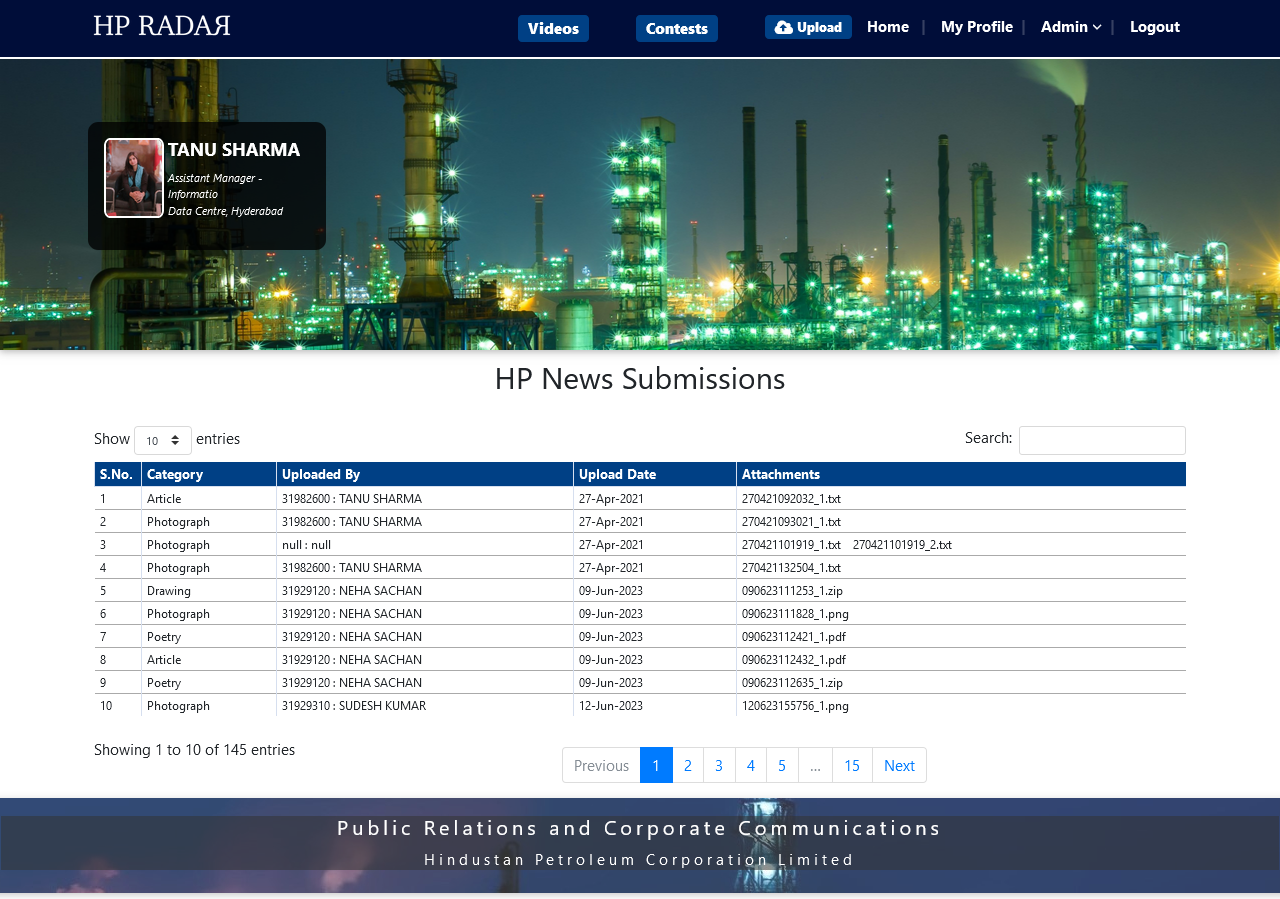 HP RADAЯ
Videos Contests Upload Home | My Profile | Admin | Logout
TANU SHARMA
Assistant Manager -
Informatio
Data Centre, Hyderabad
HP News Submissions
Show 10 entries Search:
S.No. Category Uploaded By Upload Date Attachments
1 Article 31982600 : TANU SHARMA 27-Apr-2021 270421092032_1.txt
2 Photograph 31982600 : TANU SHARMA 27-Apr-2021 270421093021_1.txt
3 Photograph null : null 27-Apr-2021 270421101919_1.txt 270421101919_2.txt
4 Photograph 31982600 : TANU SHARMA 27-Apr-2021 270421132504_1.txt
5 Drawing 31929120 : NEHA SACHAN 09-Jun-2023 090623111253_1.zip
6 Photograph 31929120 : NEHA SACHAN 09-Jun-2023 090623111828_1.png
7 Poetry 31929120 : NEHA SACHAN 09-Jun-2023 090623112421_1.pdf
8 Article 31929120 : NEHA SACHAN 09-Jun-2023 090623112432_1.pdf
9 Poetry 31929120 : NEHA SACHAN 09-Jun-2023 090623112635_1.zip
10 Photograph 31929310 : SUDESH KUMAR 12-Jun-2023 120623155756_1.png
Showing 1 to 10 of 145 entries Previous 1 2 3 4 5 … 15 Next
Public Relations and Corporate Communications
Hindustan Petroleum Corporation Limited